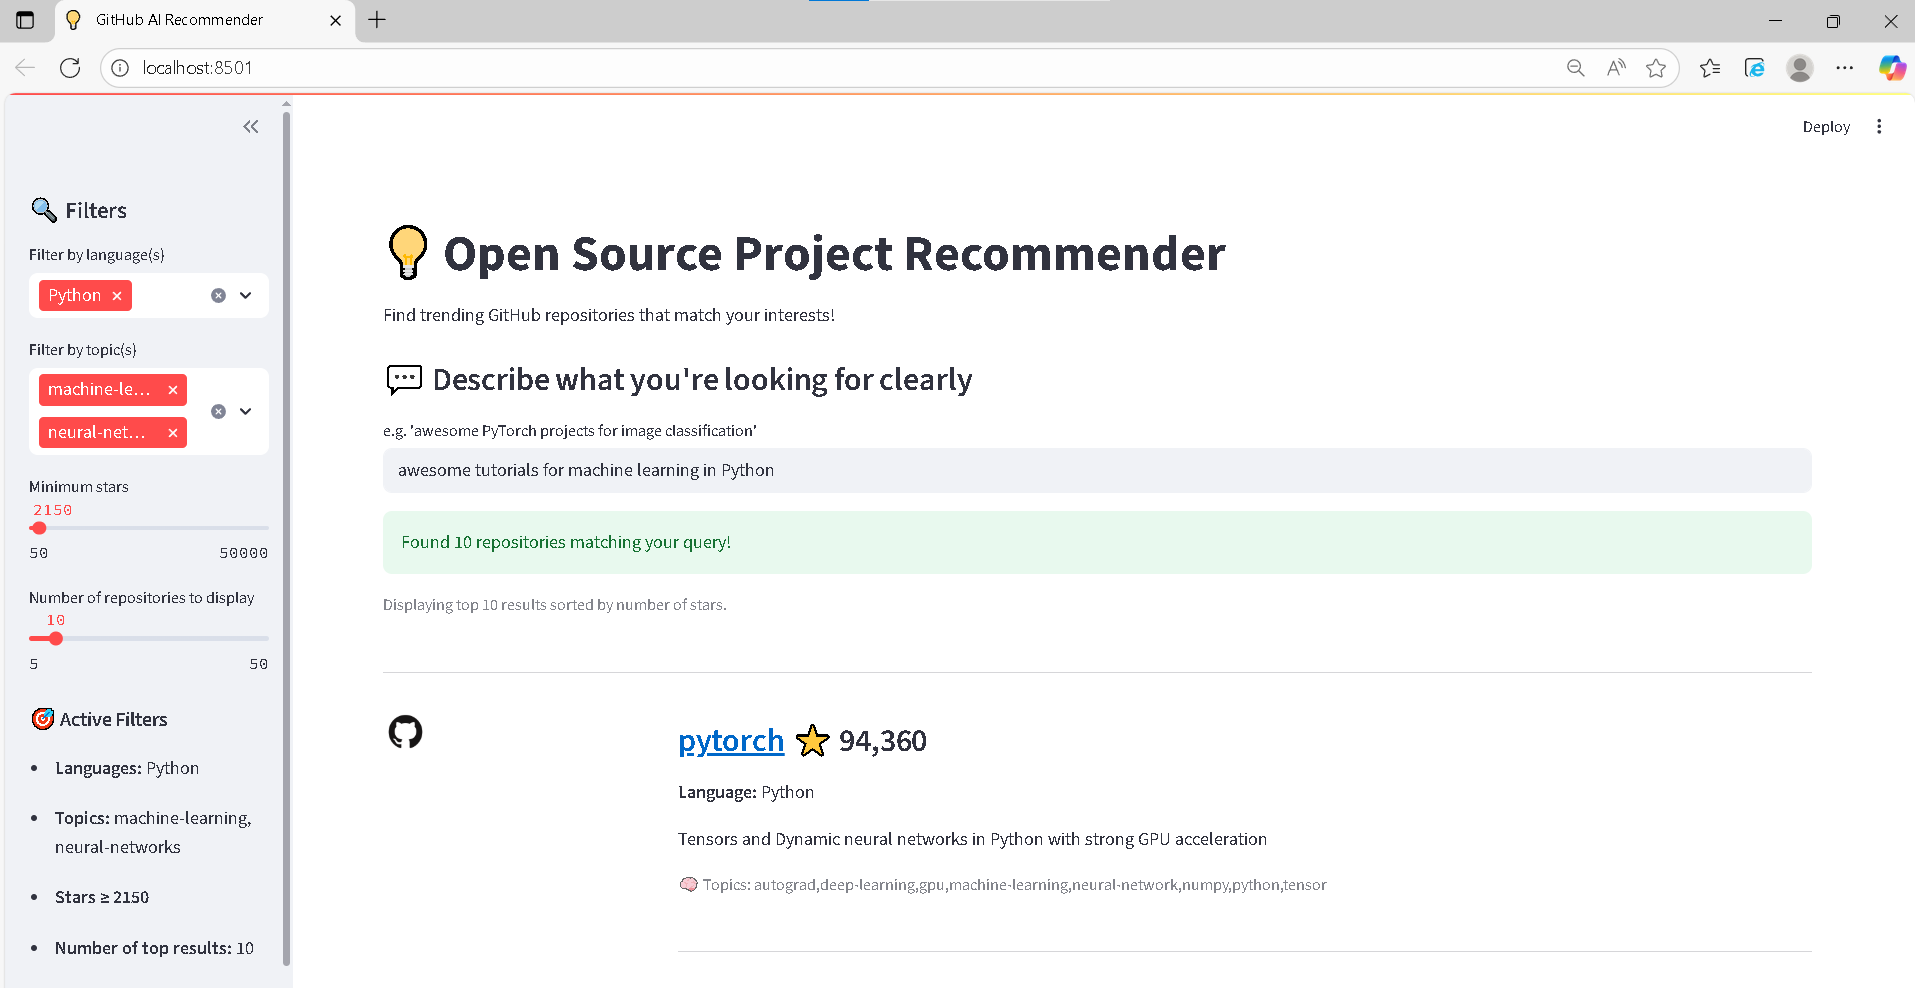 GitHub AI Recommender
localhost:8501
Deploy
Filters
Filter by language(s)
Python
Filter by topic(s)
machine-le...
neural-net...
Minimum stars
2150
50 50000
Number of repositories to display
10
5 50
Active Filters
Languages: Python
Topics: machine-learning,
neural-networks
Stars ≥ 2150
Number of top results: 10
Open Source Project Recommender
Find trending GitHub repositories that match your interests!
Describe what you're looking for clearly
e.g. 'awesome PyTorch projects for image classification'
awesome tutorials for machine learning in Python
Found 10 repositories matching your query!
Displaying top 10 results sorted by number of stars.
pytorch 94,360
Language: Python
Tensors and Dynamic neural networks in Python with strong GPU acceleration
Topics: autograd,deep-learning,gpu,machine-learning,neural-network,numpy,python,tensor